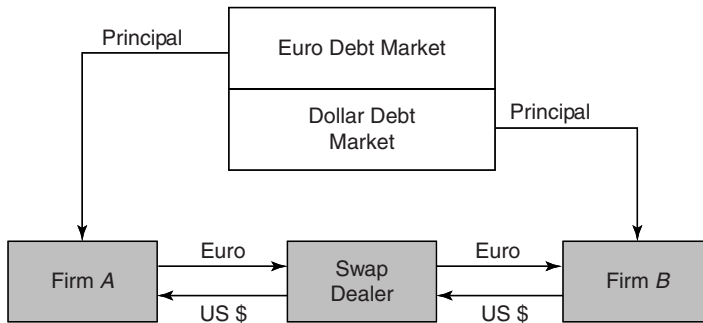 Principal
Euro Debt Market
Dollar Debt
Market
Principal
Firm A
Euro
US $
Swap
Dealer
Euro
US $
Firm B